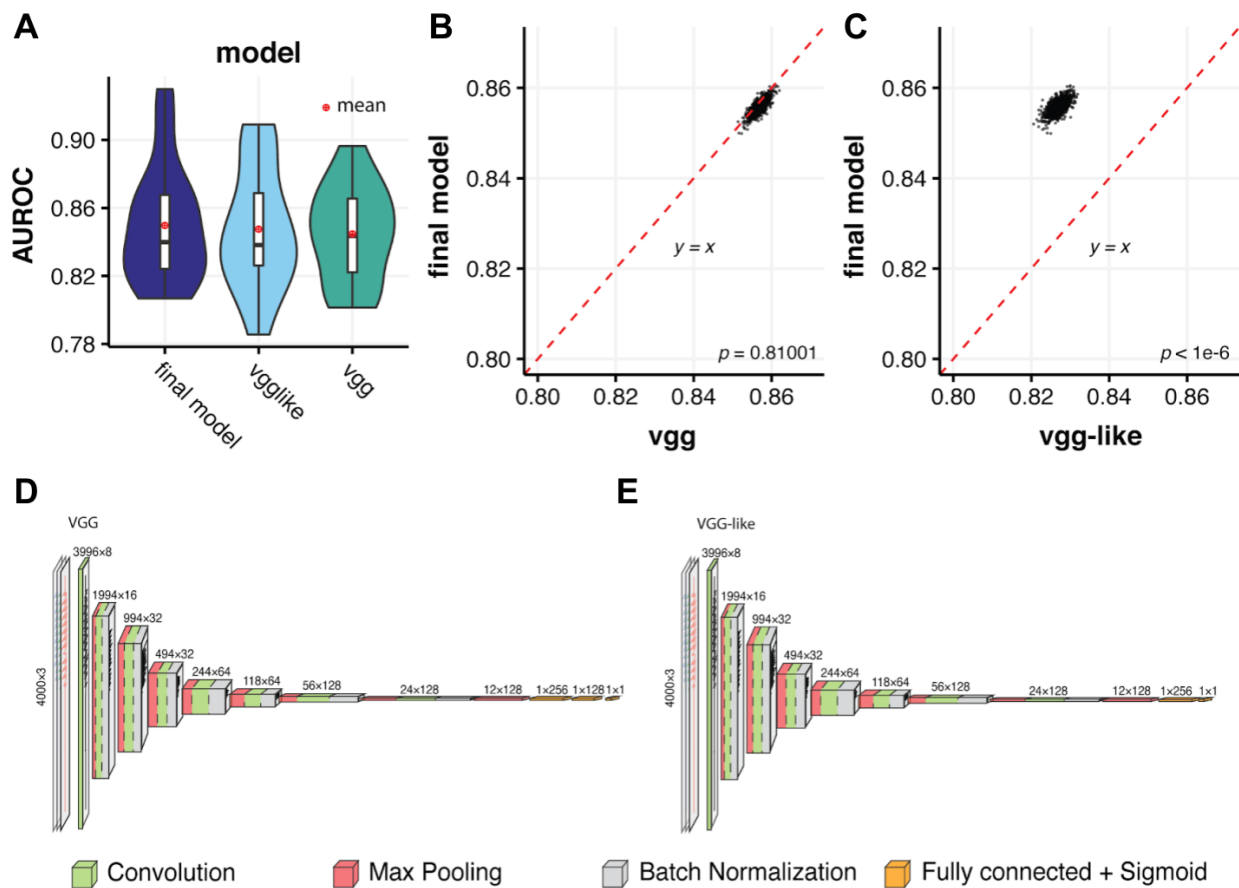 A
model
mean
AUROC
0.90
0.86
0.82
0.78
final model
vgglike
vgg
B
final model
0.86
0.84
0.82
0.80
y = x
p = 0.81001
0.80
0.82
0.84
0.86
vgg
C
final model
0.86
0.84
0.82
0.80
y = x
p < 1e-6
0.80
0.82
0.84
0.86
vgg-like
D
VGG
4000×3
3996×8
1994×16
994×32
494×32
244×64
118×64
56×128
24×128
12×128
1×256
1×128
1×1
E
VGG-like
4000×3
3996×8
1994×16
994×32
494×32
244×64
118×64
56×128
24×128
12×128
1×256
1×1
Convolution
Max Pooling
Batch Normalization
Fully connected + Sigmoid